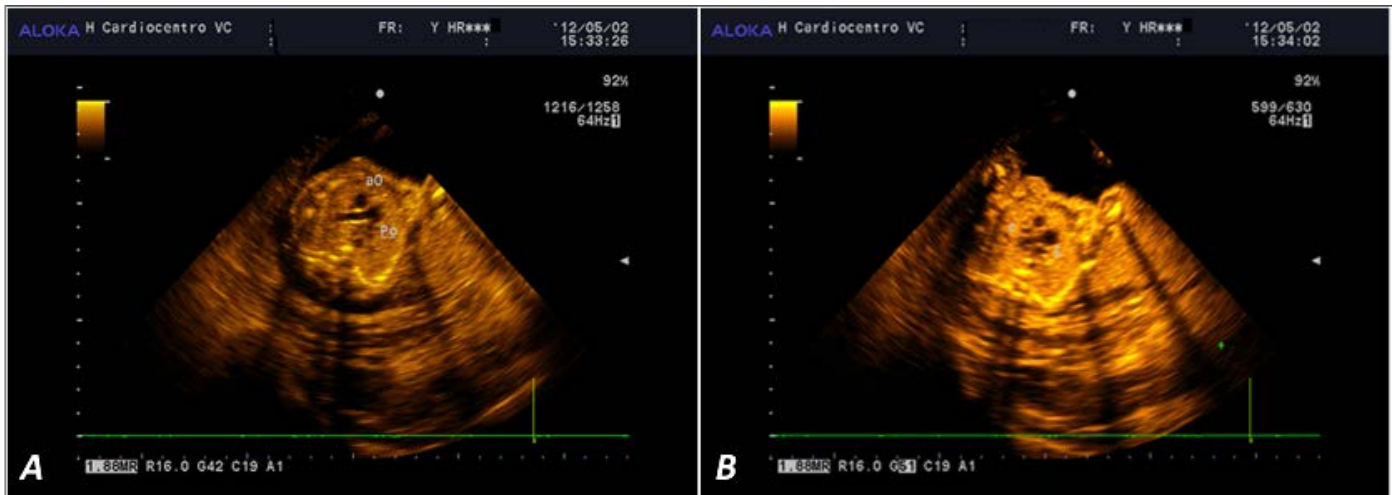 ALOKA H Cardiocentro VC : FR: Y HR*** '12/05/02
: : 15:33:26
92%
1216/1258
64Hz1
aO
Po
1.88MR R16.0 G42 C19 A1
A
ALOKA H Cardiocentro VC : FR: Y HR*** '12/05/02
: : 15:34:02
92%
599/630
64Hz1
1.88MR R16.0 G51 C19 A1
B